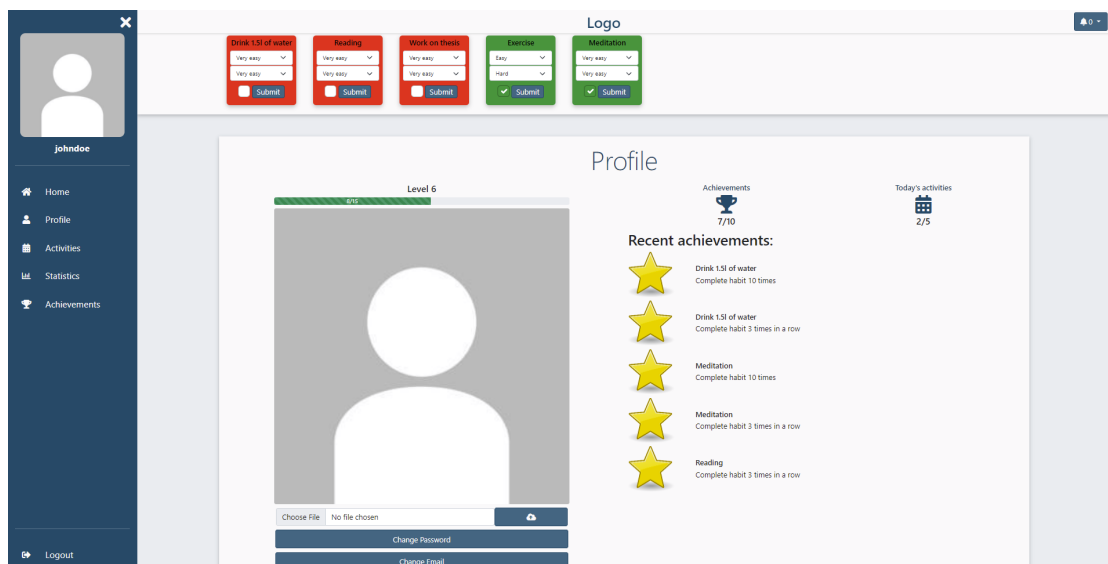 Logo
0
Drink 1.5l of water
Very easy
Very easy
Submit
Reading
Very easy
Very easy
Submit
Work on thesis
Very easy
Very easy
Submit
Exercise
Easy
Hard
Submit
Meditation
Very easy
Very easy
Submit
johndoe
Home
Profile
Activities
Statistics
Achievements
Logout
Profile
Level 6
8/15
Choose File No file chosen
Change Password
Change Email
Achievements
7/10
Today's activities
2/5
Recent achievements:
Drink 1.5l of water
Complete habit 10 times
Drink 1.5l of water
Complete habit 3 times in a row
Meditation
Complete habit 10 times
Meditation
Complete habit 3 times in a row
Reading
Complete habit 3 times in a row